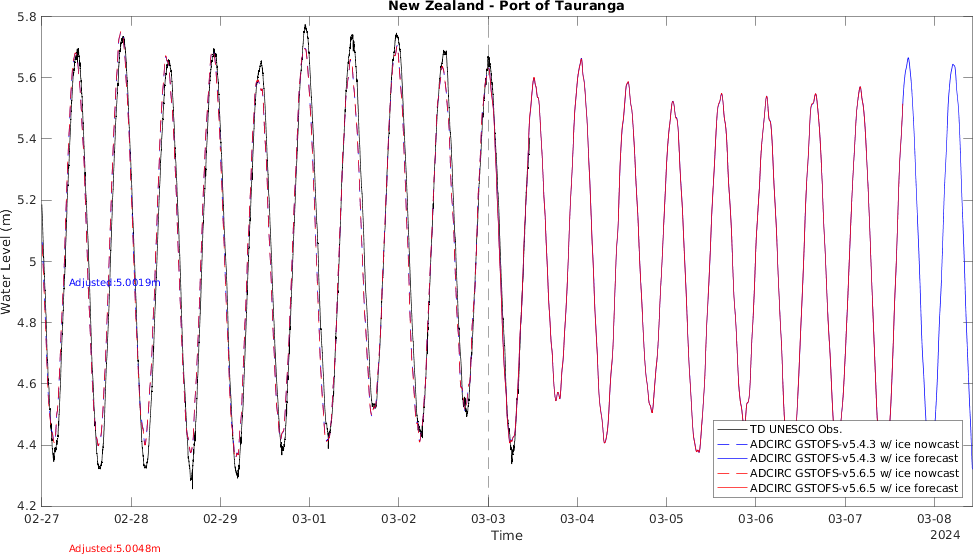 New Zealand - Port of Tauranga
5.8
5.6
5.4
5.2
5
4.8
4.6
4.4
4.2
Water Level (m)
Adjusted:5.0019m
TD UNESCO Obs.
ADCIRC GSTOFS-v5.4.3 w/ ice nowcast
ADCIRC GSTOFS-v5.4.3 w/ ice forecast
ADCIRC GSTOFS-v5.6.5 w/ ice nowcast
ADCIRC GSTOFS-v5.6.5 w/ ice forecast
02-27 02-28 02-29 03-01 03-02 03-03 03-04 03-05 03-06 03-07 03-08
Time
2024
Adjusted:5.0048m